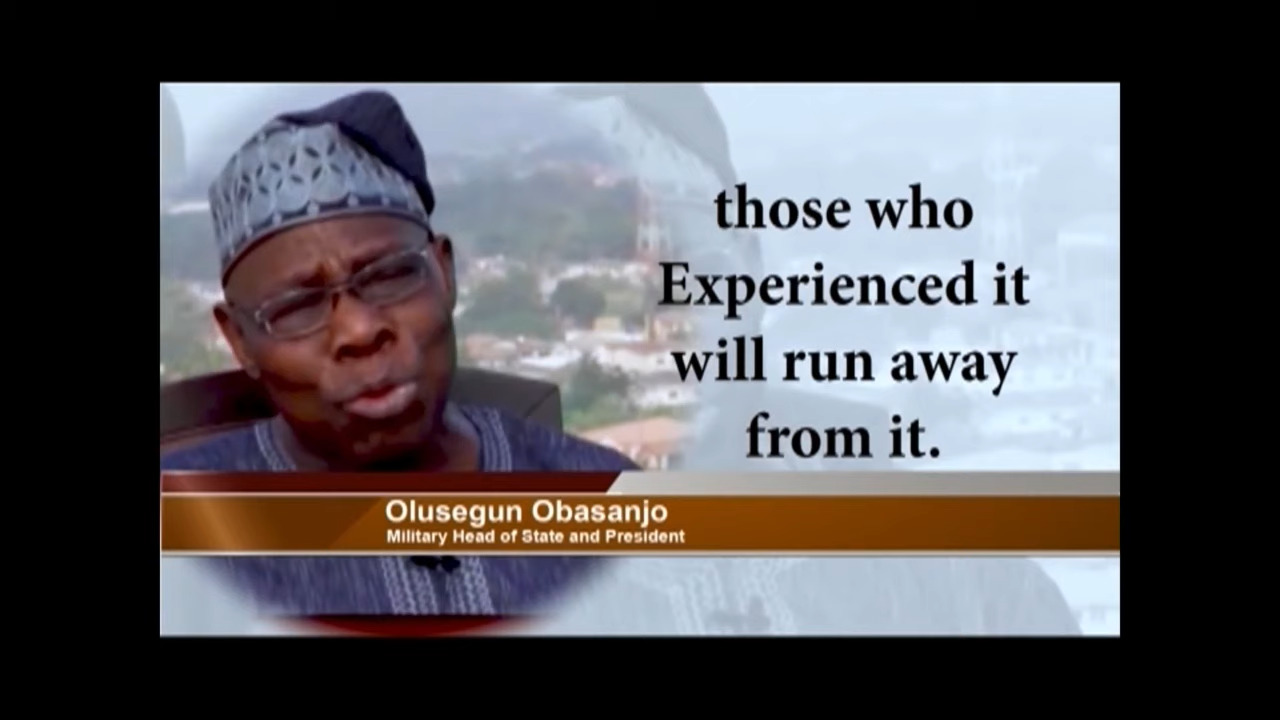 those who
Experienced it
will run away
from it.
Olusegun Obasanjo
Military Head of State and President